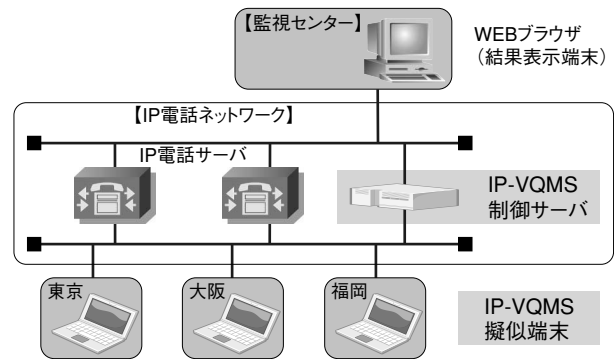 【監視センター】
WEBブラウザ
（結果表示端末）
【IP電話ネットワーク】
IP電話サーバ
IP-VQMS
制御サーバ
東京
大阪
福岡
IP-VQMS
擬似端末